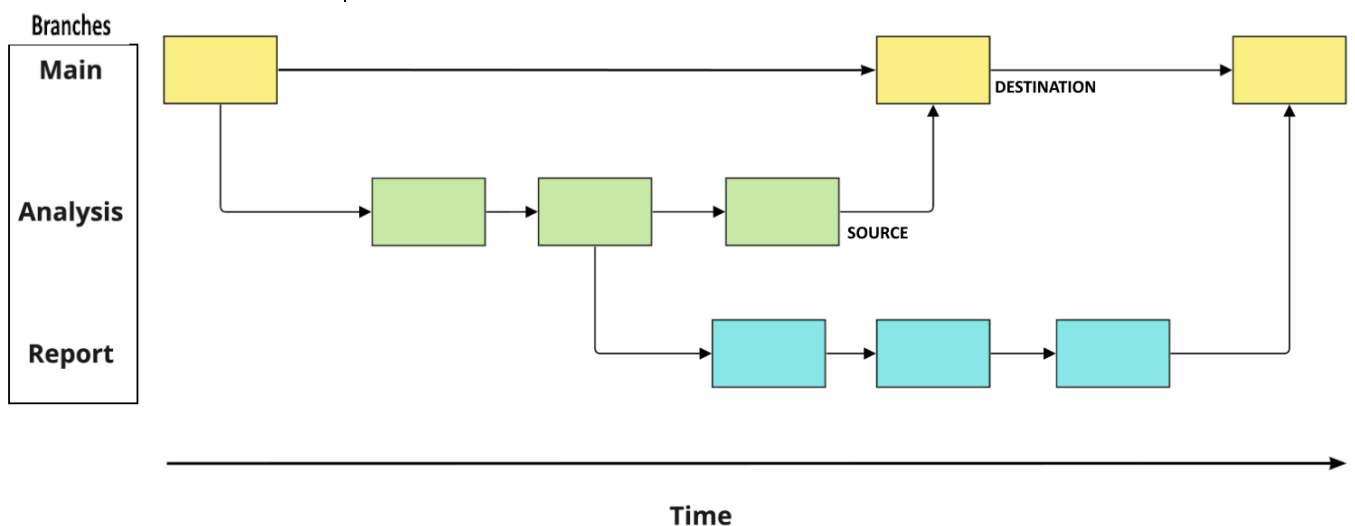 Branches
Main
DESTINATION
Analysis
SOURCE
Report
Time